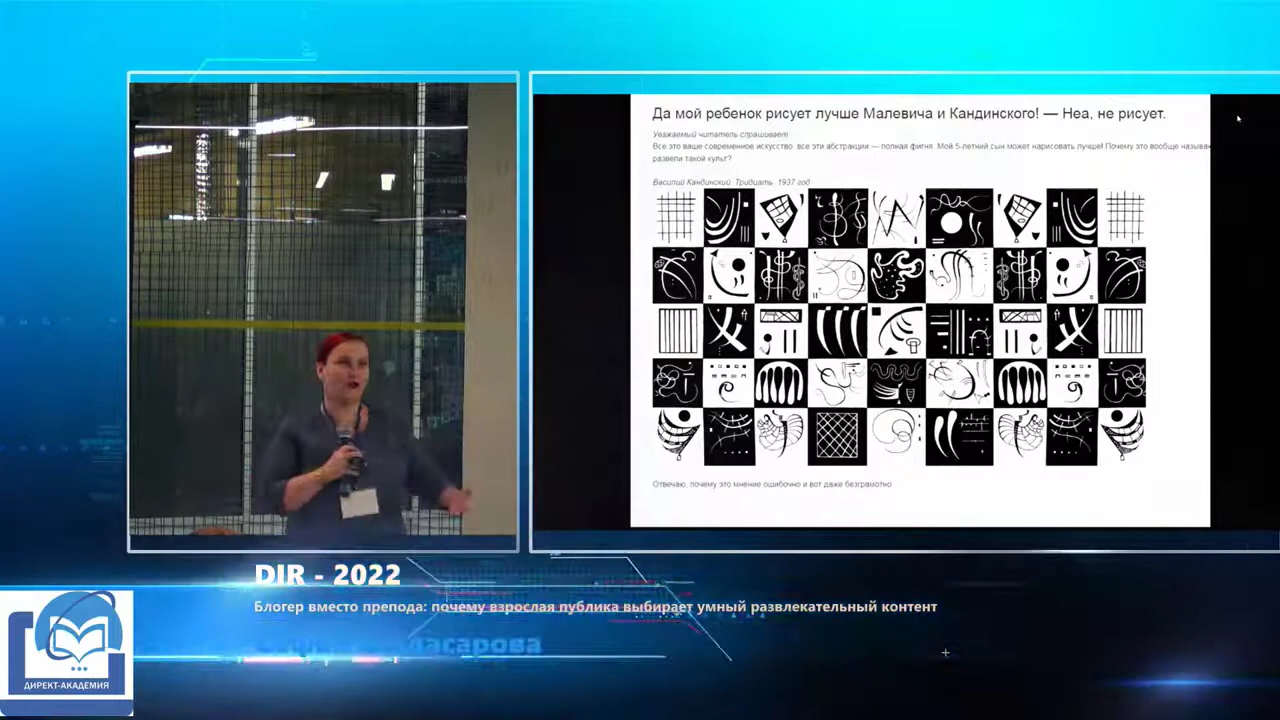 Да мой ребенок рисует лучше Малевича и Кандинского! — Неа, не рисует.
Уважаемый читатель спрашивает
Все это ваше современное искусство все эти абстракции — полная фигня. Мой 5-летний сын может нарисовать лучше! Почему это вообще называ
развели такой культ?
Василий Кандинский Тридцать 1937 год
Отвечаю, почему это мнение ошибочно и вот даже безграмотно
DIR - 2022
Блогер вместо препода: почему взрослая публика выбирает умный развлекательный контент
ДИРЕКТ-АКАДЕМИЯ